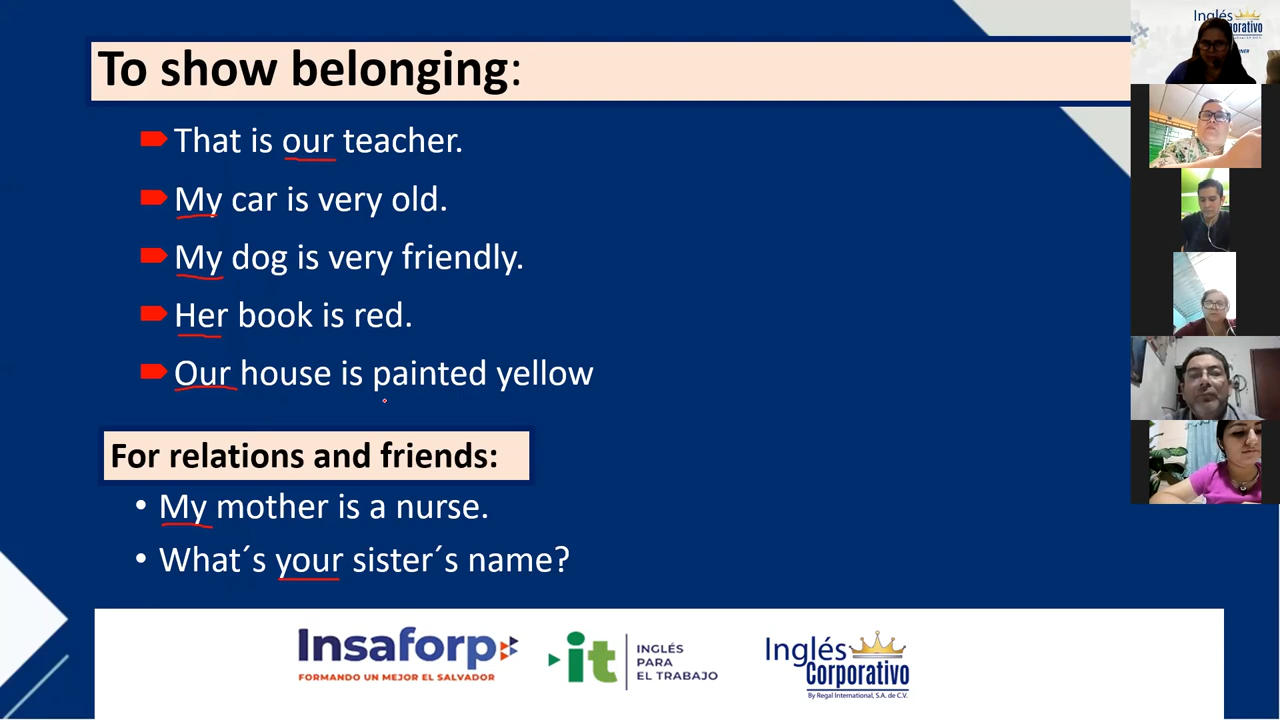 To show belonging:
That is our teacher.
My car is very old.
My dog is very friendly.
Her book is red.
Our house is painted yellow
For relations and friends:
My mother is a nurse.
What´s your sister´s name?
Insaforp
FORMANDO UN MEJOR EL SALVADOR
it
INGLÉS
PARA
EL TRABAJO
Inglés
Corporativo
By Regal International, S.A. de C.V.
Inglés